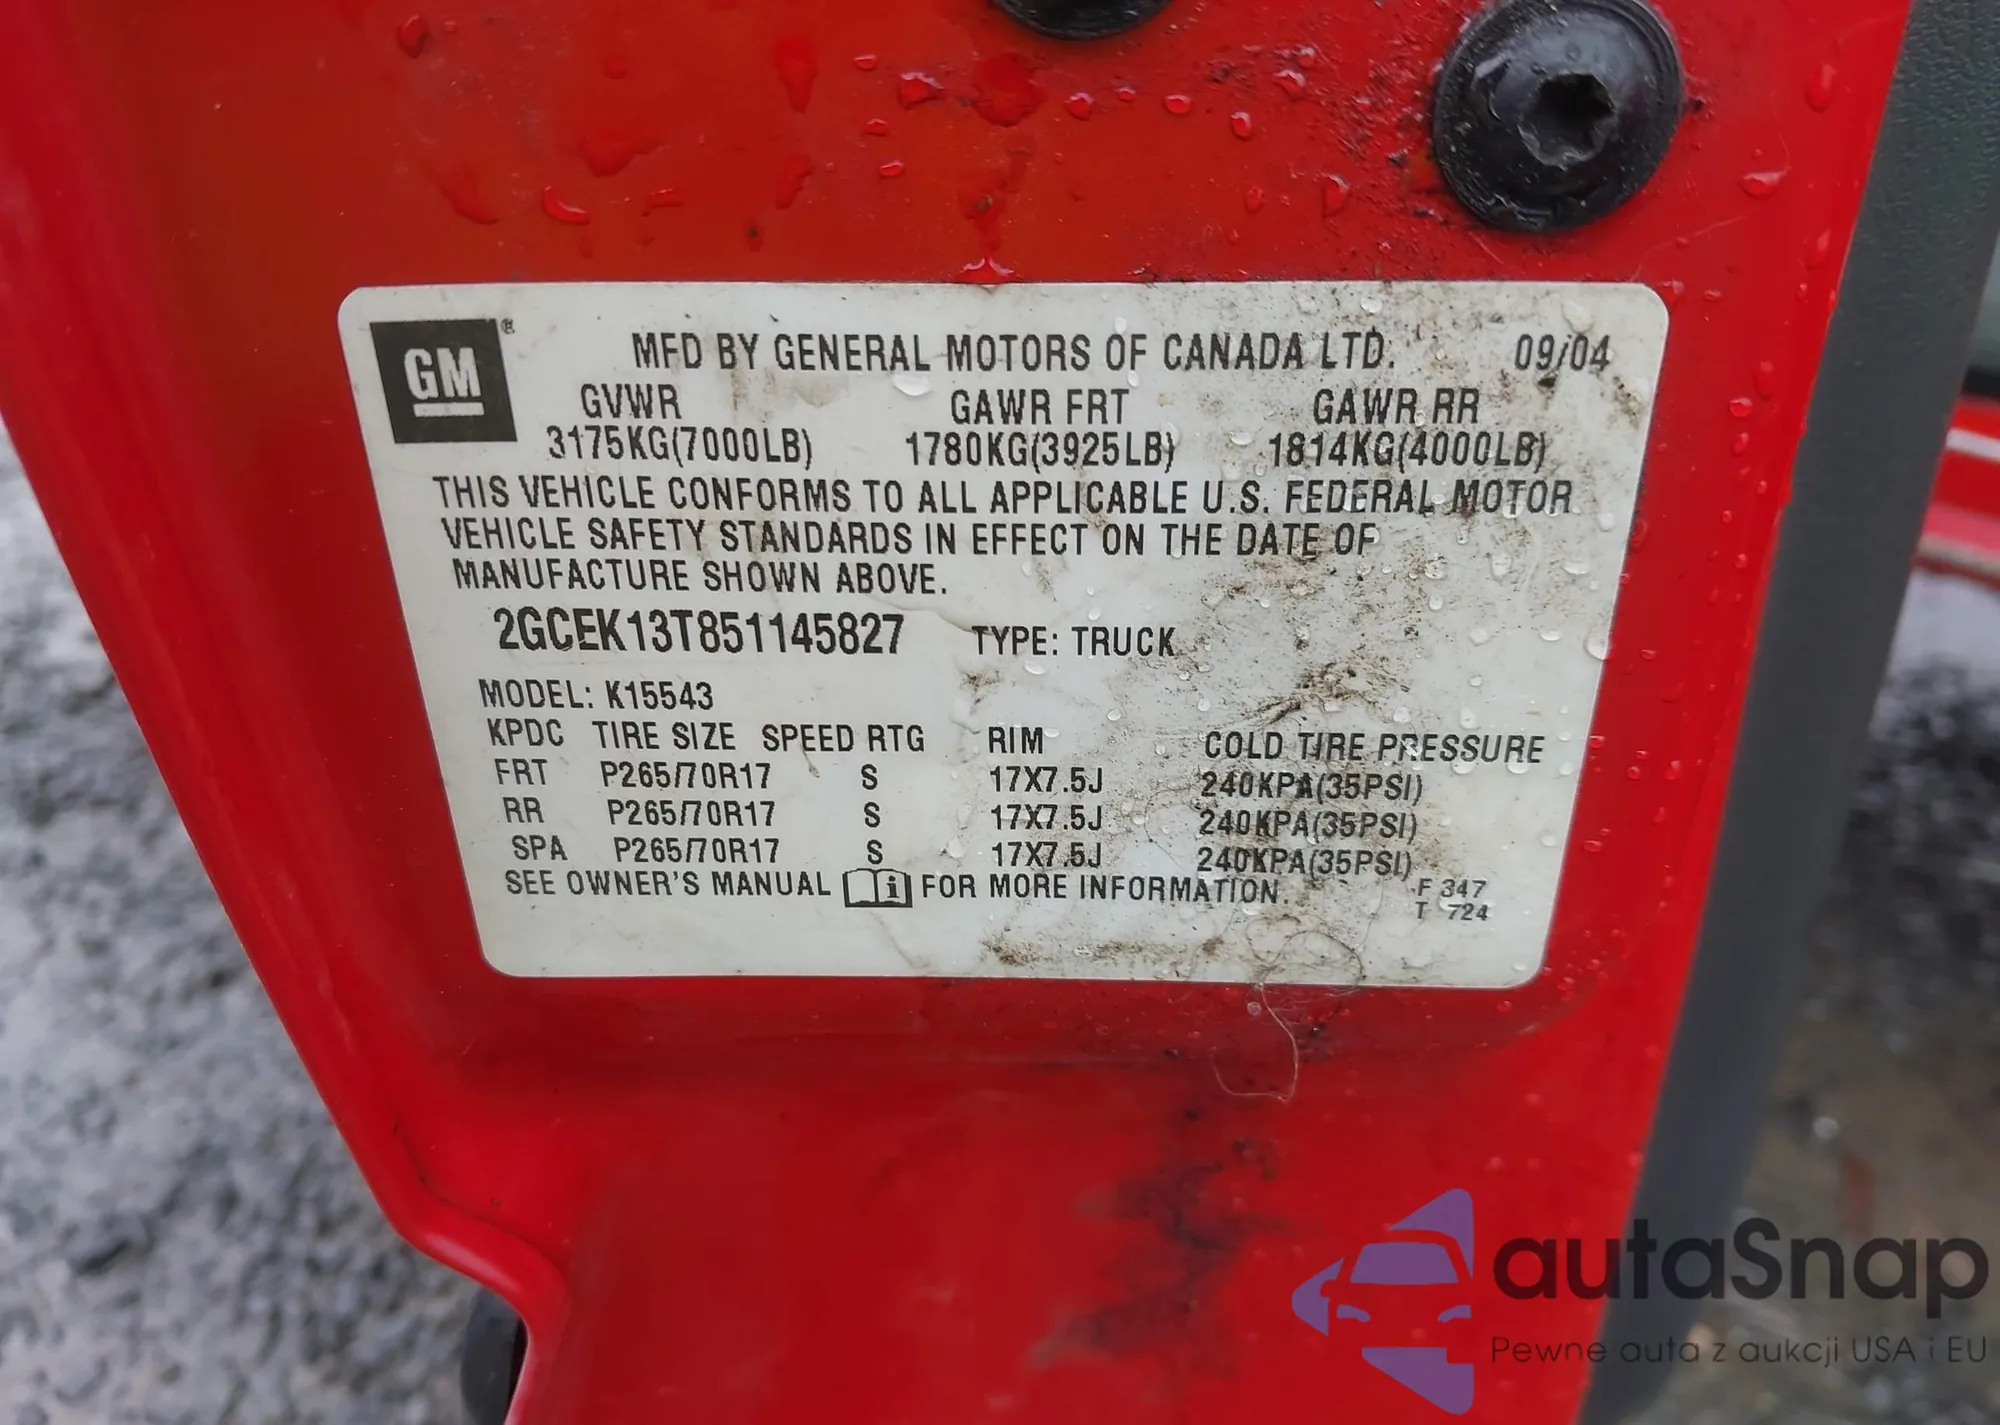 GM ®
MFD BY GENERAL MOTORS OF CANADA LTD. 09/04
GVWR GAWR FRT GAWR RR
3175KG(7000LB) 1780KG(3925LB) 1814KG(4000LB)
THIS VEHICLE CONFORMS TO ALL APPLICABLE U.S. FEDERAL MOTOR
VEHICLE SAFETY STANDARDS IN EFFECT ON THE DATE OF
MANUFACTURE SHOWN ABOVE.
2GCEK13T851145827 TYPE: TRUCK
MODEL: K15543
KPDC TIRE SIZE SPEED RTG RIM COLD TIRE PRESSURE
FRT P265/70R17 S 17X7.5J 240KPA(35PSI)
RR P265/70R17 S 17X7.5J 240KPA(35PSI)
SPA P265/70R17 S 17X7.5J 240KPA(35PSI)
SEE OWNER'S MANUAL i FOR MORE INFORMATION.
F 347
T 724
autaSnap
Pewne auta z aukcji USA i EU